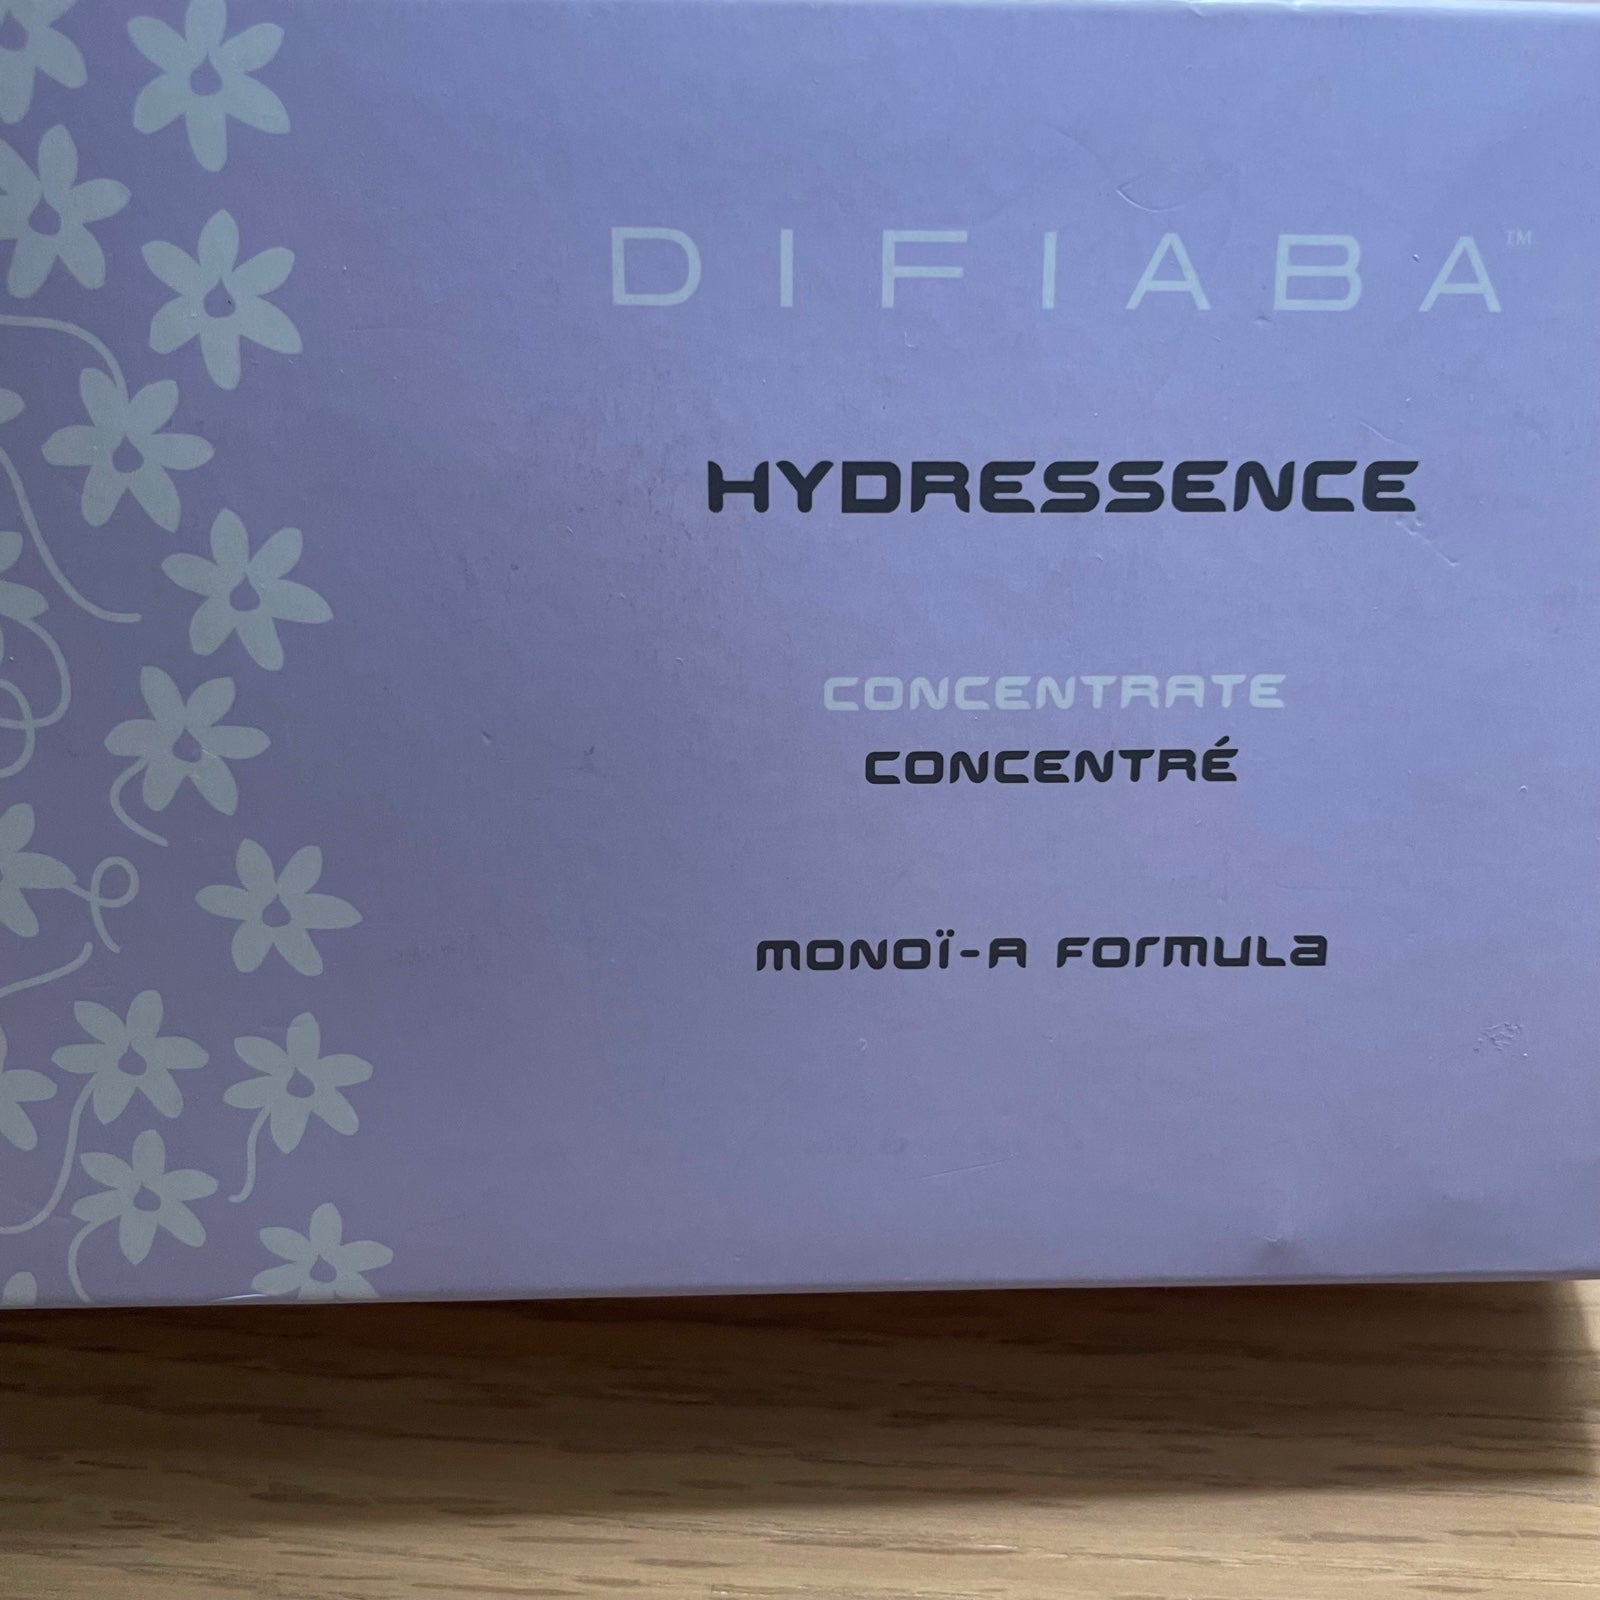 DIFIABA™
HYDRESSENCE
CONCENTRATE
CONCENTRÉ
MONOÏ-A FORMULA